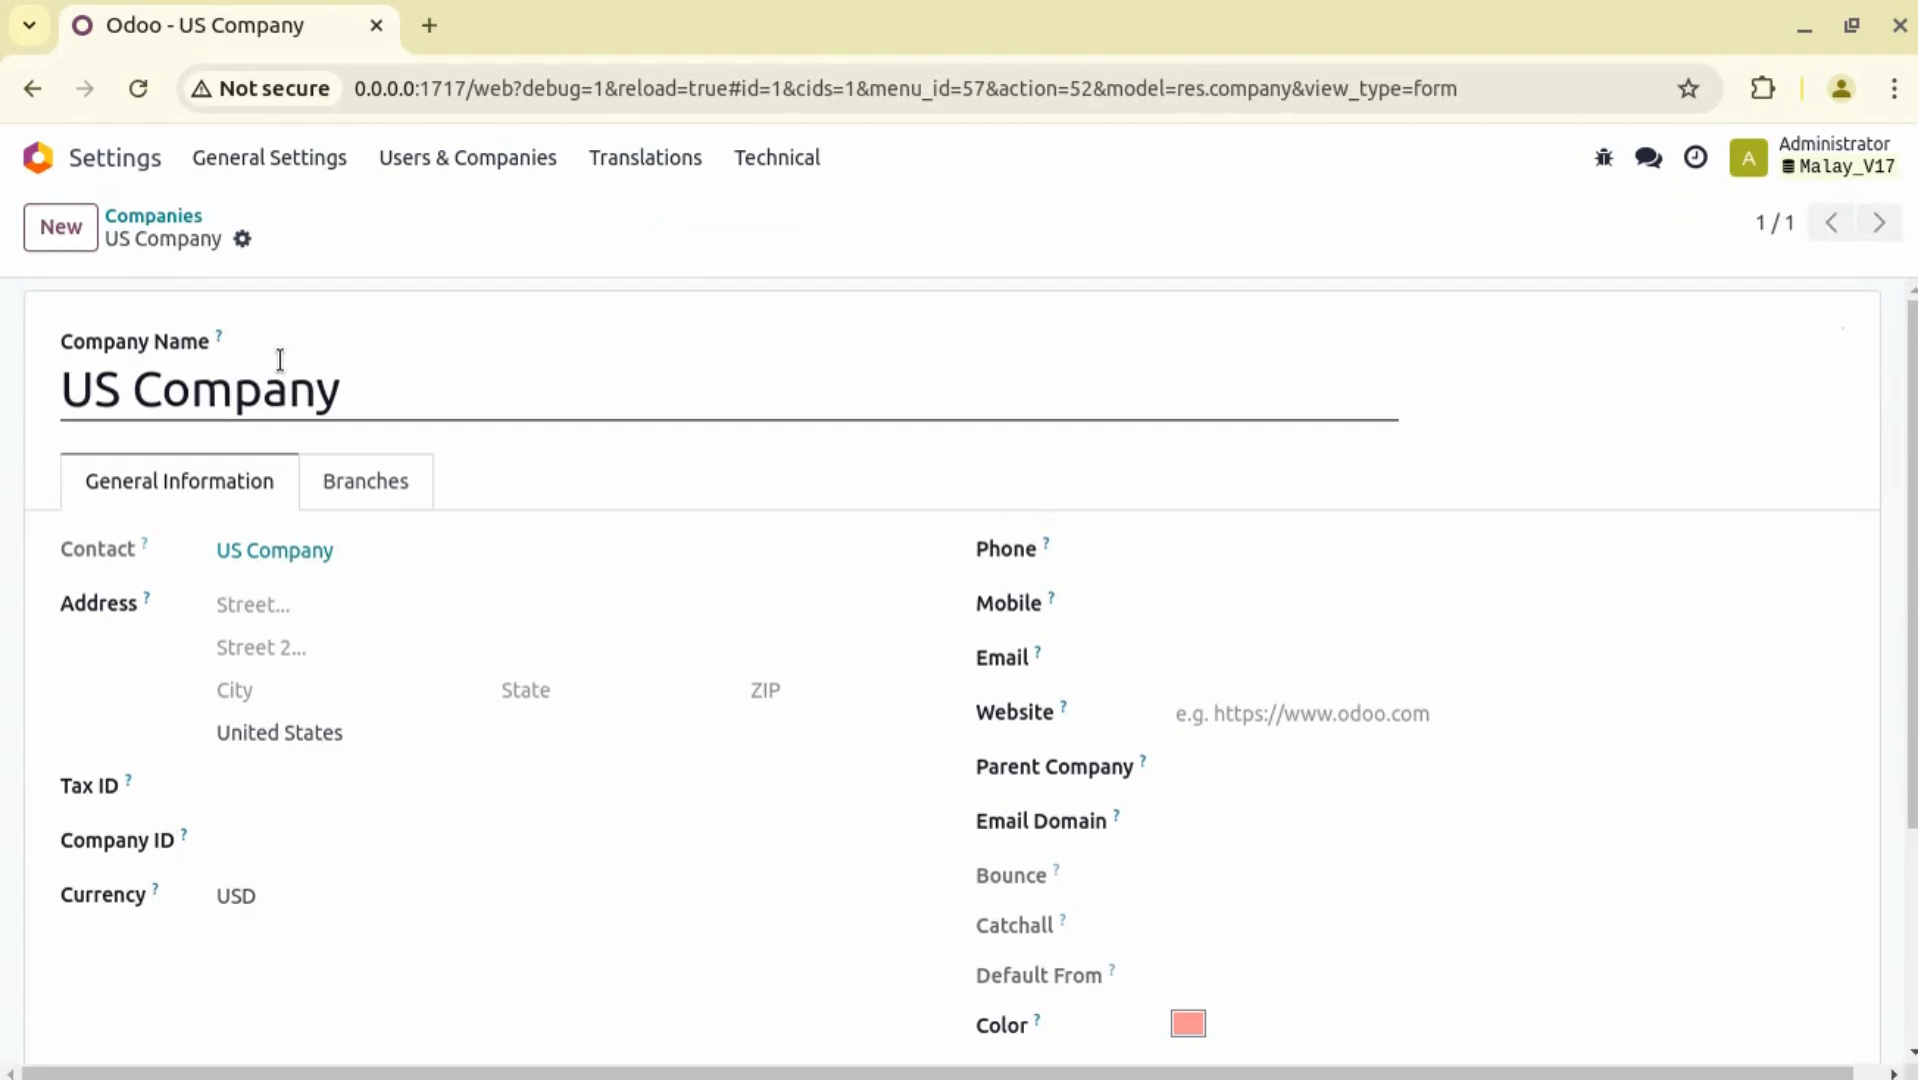 Odoo - US Company
Not secure 0.0.0.0:1717/web?debug=1&reload=true#id=1&cids=1&menu_id=57&action=52&model=res.company&view_type=form
Settings General Settings Users & Companies Translations Technical
A Administrator
Malay_V17
New Companies
US Company
1 / 1
Company Name ?
US Company
General Information Branches
Contact ? US Company
Address ? Street...
Street 2...
City State ZIP
United States
Tax ID ?
Company ID ?
Currency ? USD
Phone ?
Mobile ?
Email ?
Website ? e.g. https://www.odoo.com
Parent Company ?
Email Domain ?
Bounce ?
Catchall ?
Default From ?
Color ?